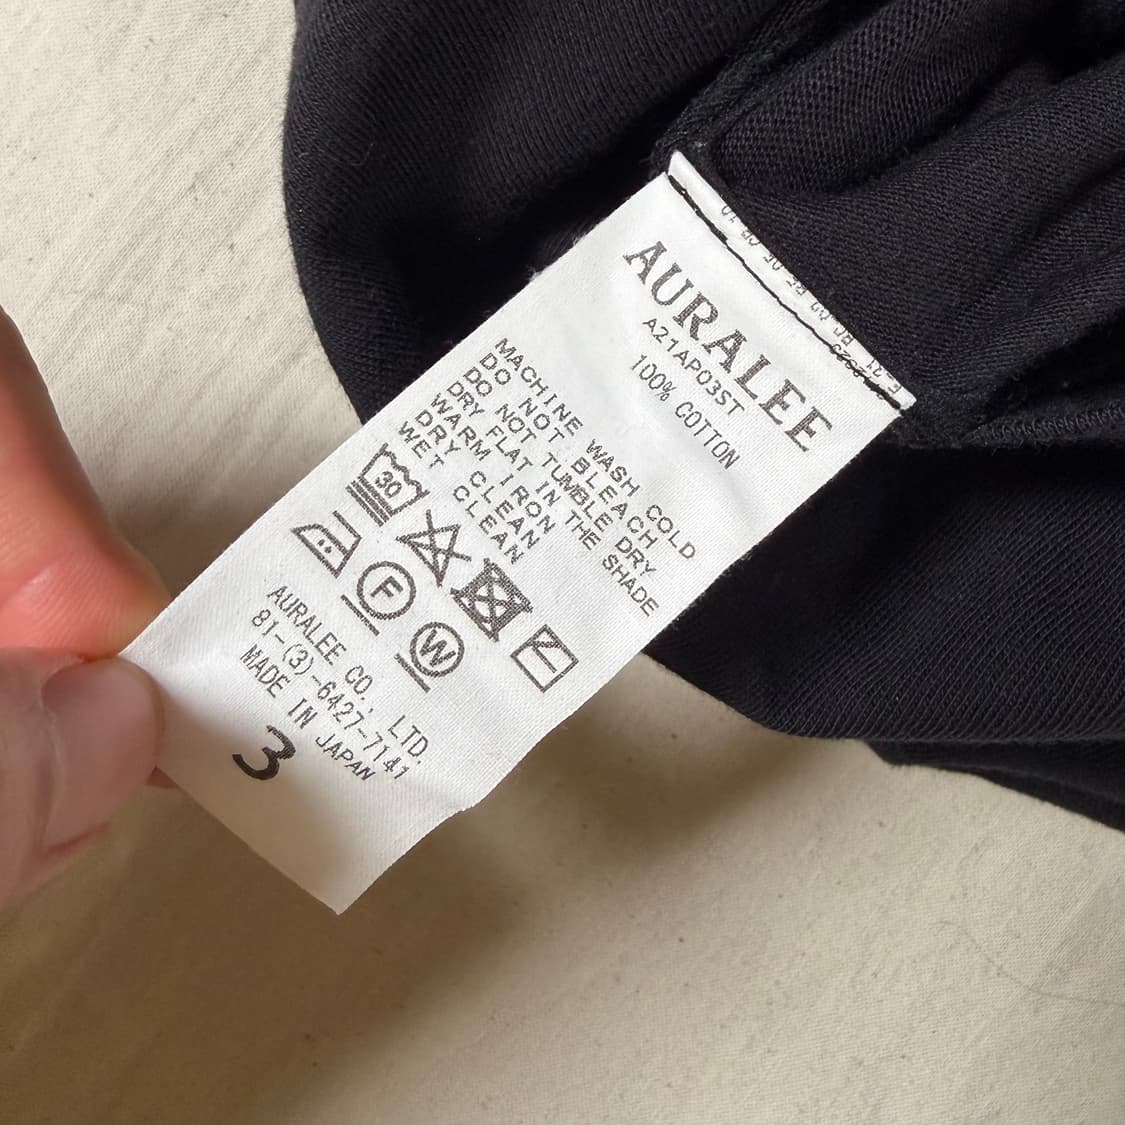 AURALEE
A21AP03ST
100% COTTON
MACHINE WASH COLD
DO NOT BLEACH
DO NOT TUMBLE DRY
DRY FLAT IN THE SHADE
WARM IRON
DRY CLEAN
WET CLEAN
30
F
W
AURALEE CO., LTD.
81-(3)-6427-7141
MADE IN JAPAN
3